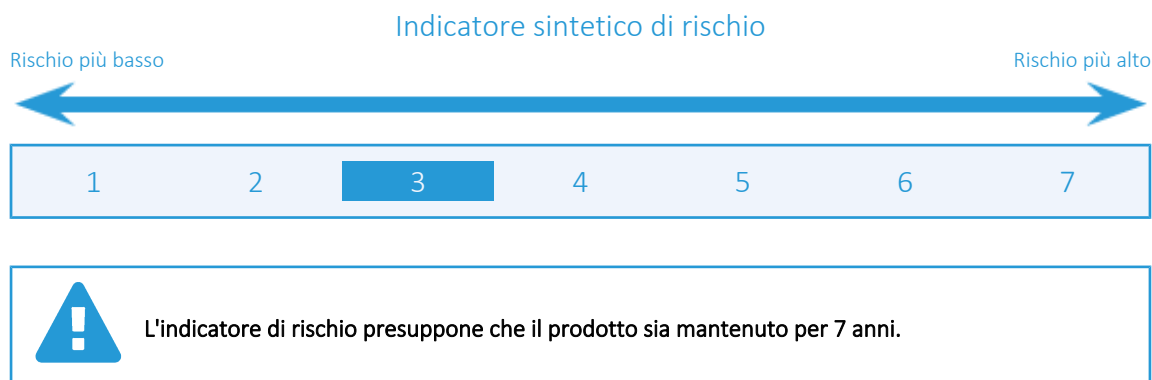 Indicatore sintetico di rischio
Rischio più basso Rischio più alto
1 2 3 4 5 6 7
L'indicatore di rischio presuppone che il prodotto sia mantenuto per 7 anni.